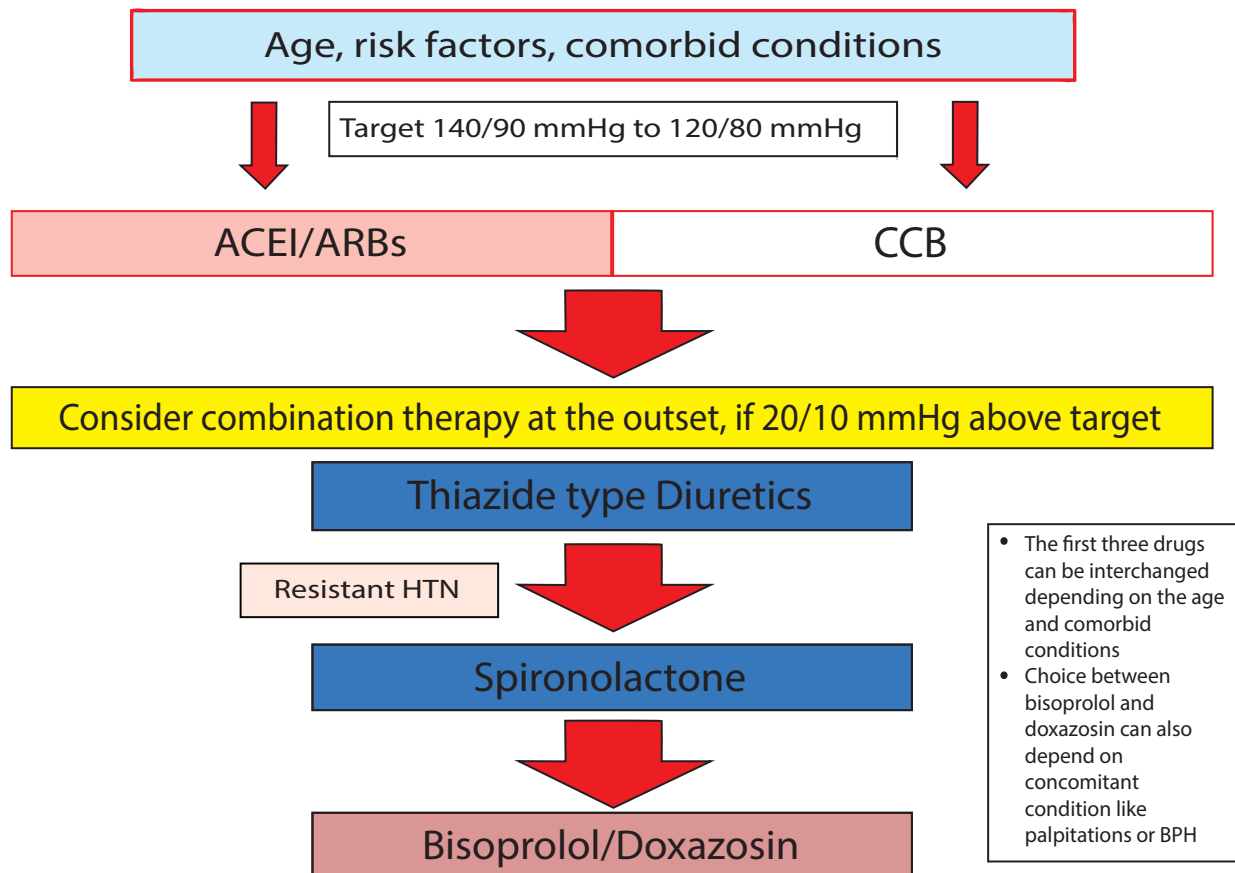 Age, risk factors, comorbid conditions
Target 140/90 mmHg to 120/80 mmHg
ACEI/ARBs
CCB
Consider combination therapy at the outset, if 20/10 mmHg above target
Thiazide type Diuretics
Resistant HTN
Spironolactone
Bisoprolol/Doxazosin
• The first three drugs
can be interchanged
depending on the age
and comorbid
conditions
• Choice between
bisoprolol and
doxazosin can also
depend on
concomitant
condition like
palpitations or BPH